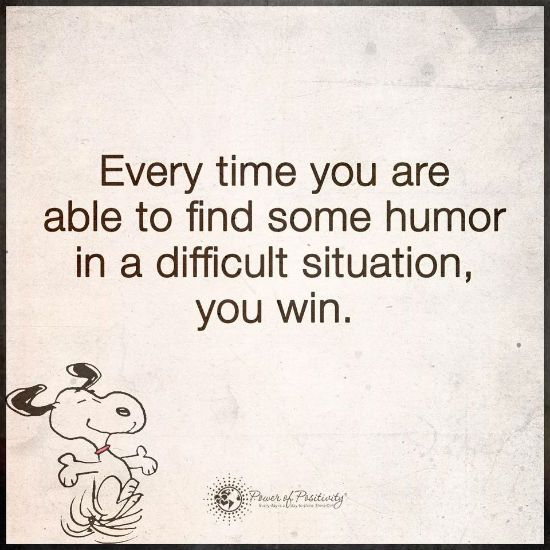 Every time you are
able to find some humor
in a difficult situation,
you win.
Power of Positivity